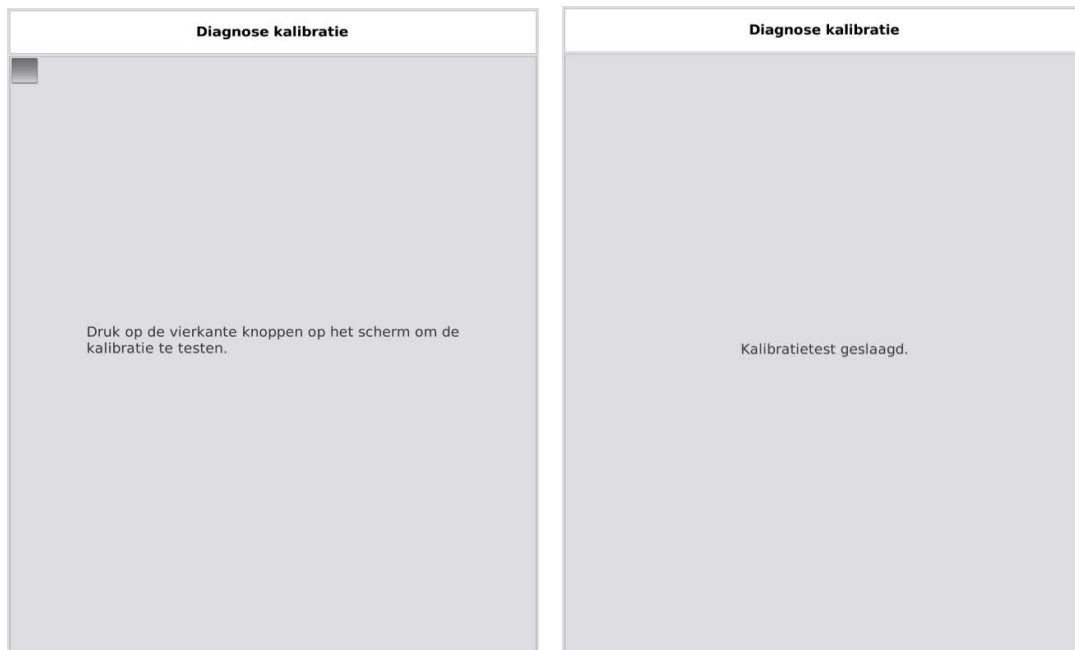 Diagnose kalibratie
Druk op de vierkante knoppen op het scherm om de
kalibratie te testen.
Diagnose kalibratie
Kalibratietest geslaagd.